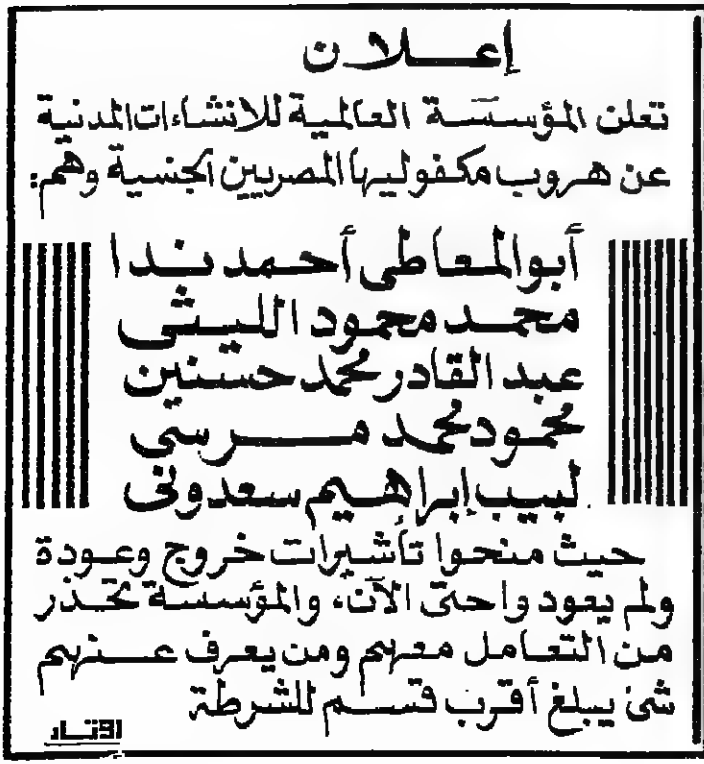 إعـــلان
تعلن المؤسسة العالمية للانشاءات المدنية
عن هروب مكفوليها المصريين الجنسية وهم:
أبو المعاطى أحمد ندا
محمد محمود الليثى
عبد القادر محمد حسنين
محمود محمد مرسى
لبيب إبراهيم سعدونى
حيث منحوا تأشيرات خروج وعودة
ولم يعودوا حتى الآن، والمؤسسة تحذر
من التعامل معهم ومن يعرف عنهم
شئ يبلغ أقرب قسم للشرطة